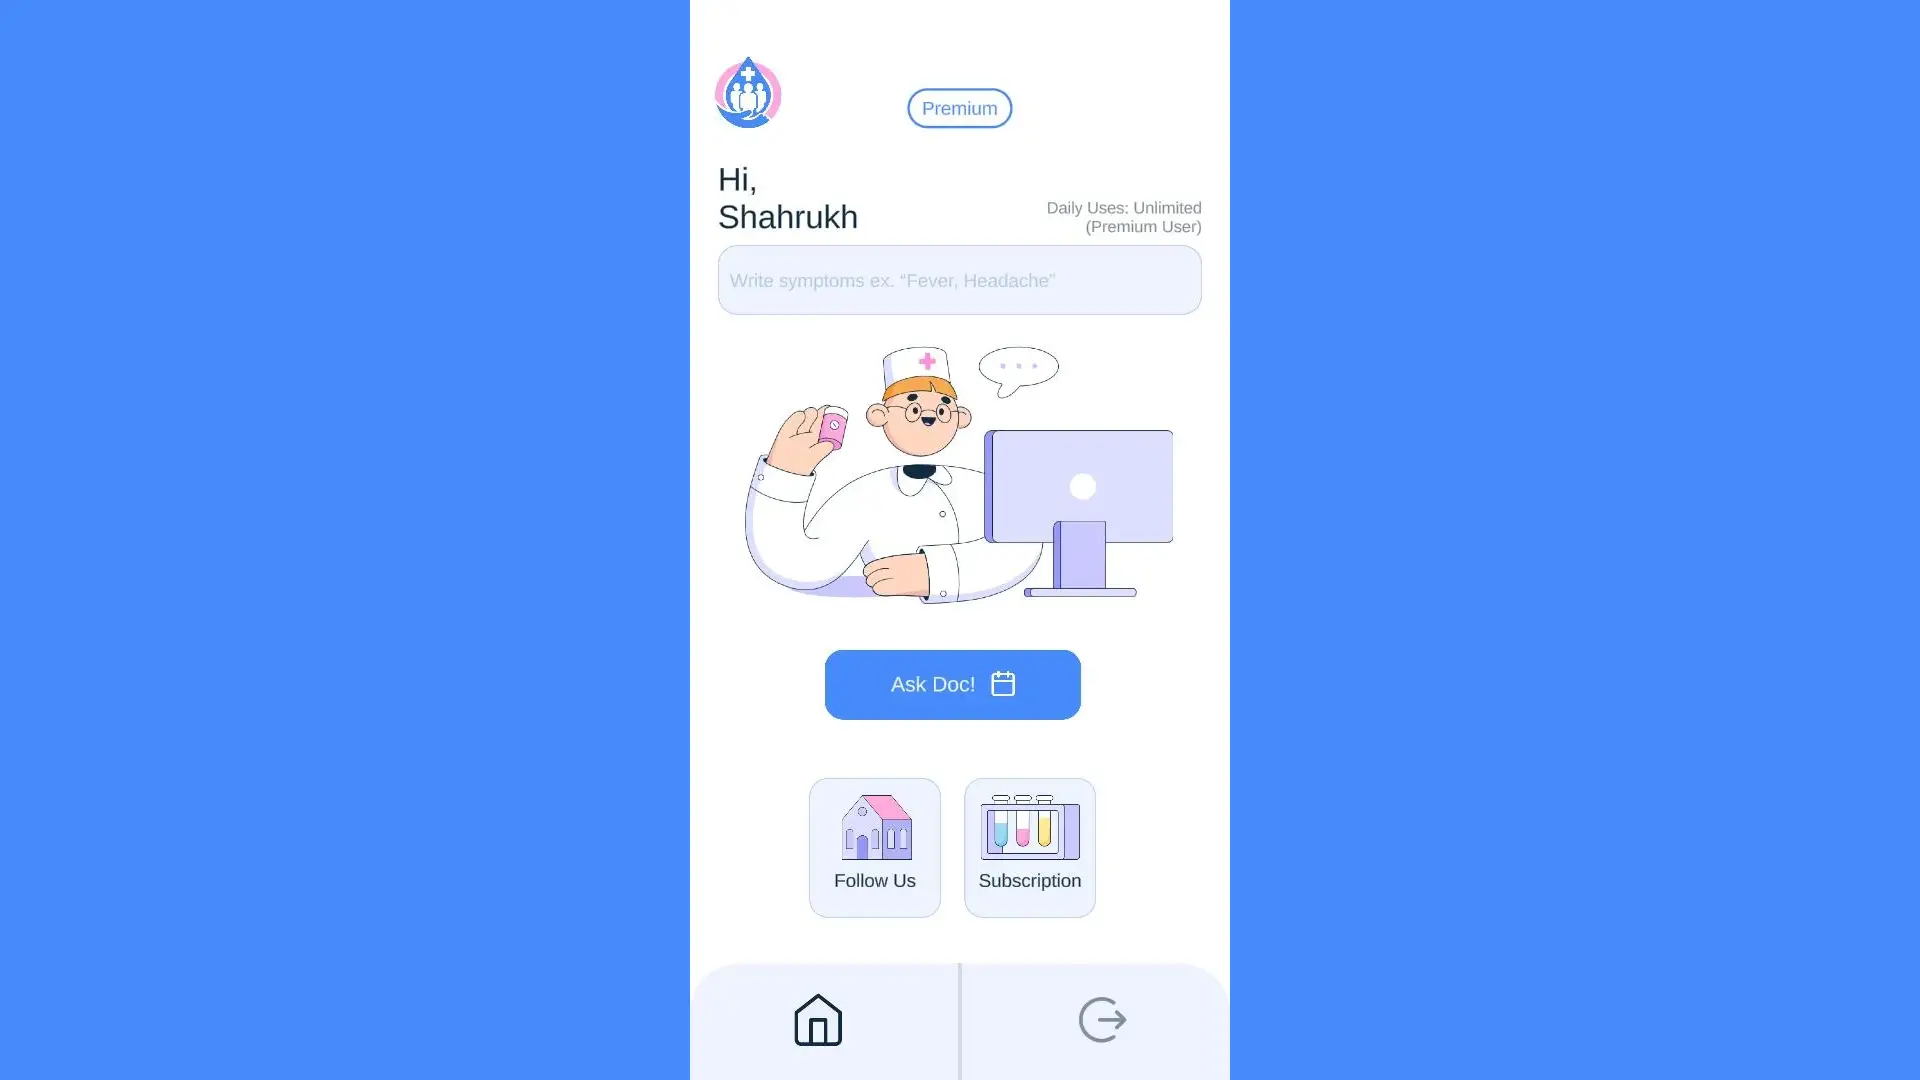 Premium
Hi,
Shahrukh
Daily Uses: Unlimited
(Premium User)
Write symptoms ex. “Fever, Headache”
Ask Doc!
Follow Us
Subscription